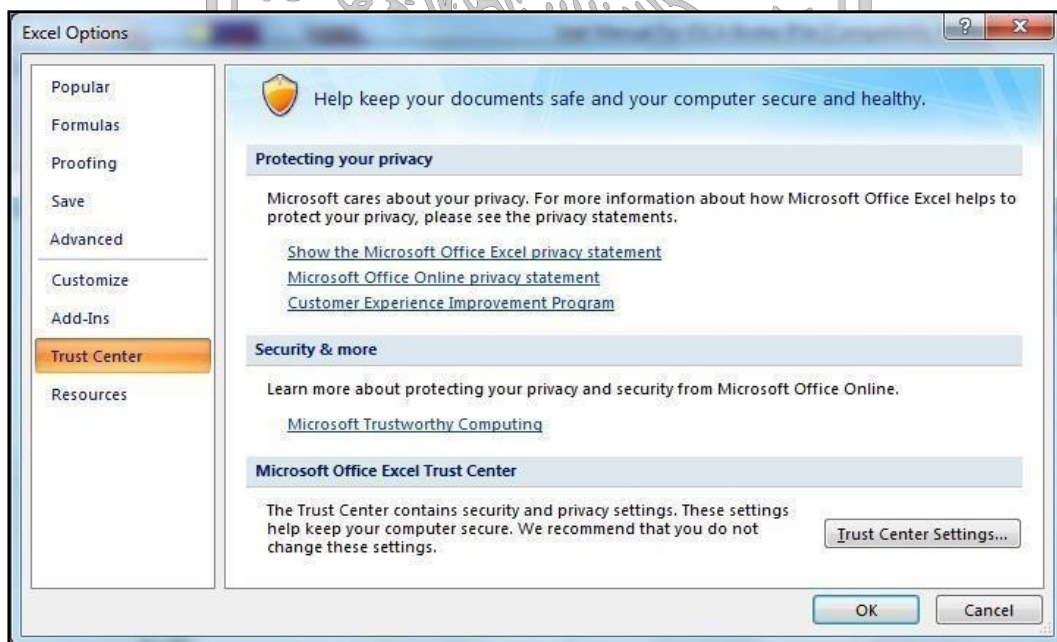 Excel Options
?
X
Popular
Formulas
Proofing
Save
Advanced
Customize
Add-Ins
Trust Center
Resources
Help keep your documents safe and your computer secure and healthy.
Protecting your privacy
Microsoft cares about your privacy. For more information about how Microsoft Office Excel helps to
protect your privacy, please see the privacy statements.
Show the Microsoft Office Excel privacy statement
Microsoft Office Online privacy statement
Customer Experience Improvement Program
Security & more
Learn more about protecting your privacy and security from Microsoft Office Online.
Microsoft Trustworthy Computing
Microsoft Office Excel Trust Center
The Trust Center contains security and privacy settings. These settings
help keep your computer secure. We recommend that you do not
change these settings.
Trust Center Settings...
OK
Cancel